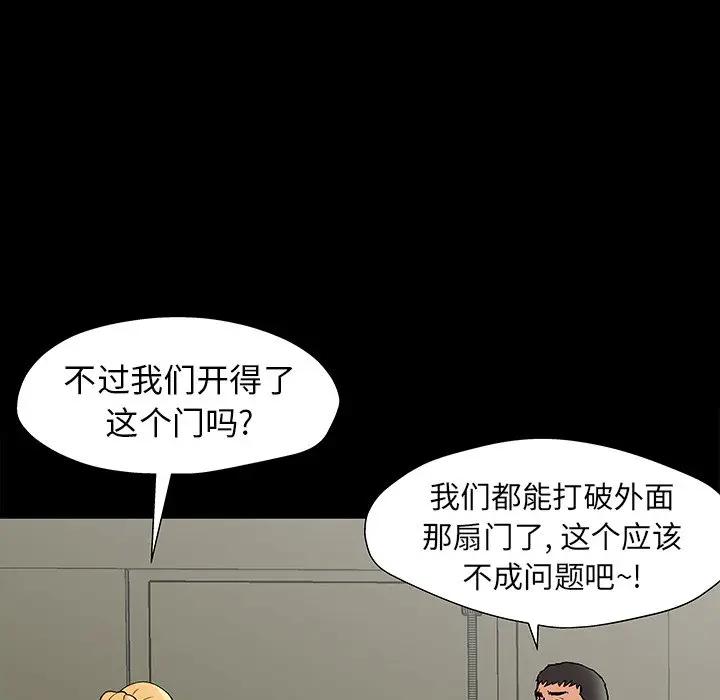 不过我们开得了
这个门吗?
我们都能打破外面
那扇门了, 这个应该
不成问题吧~!